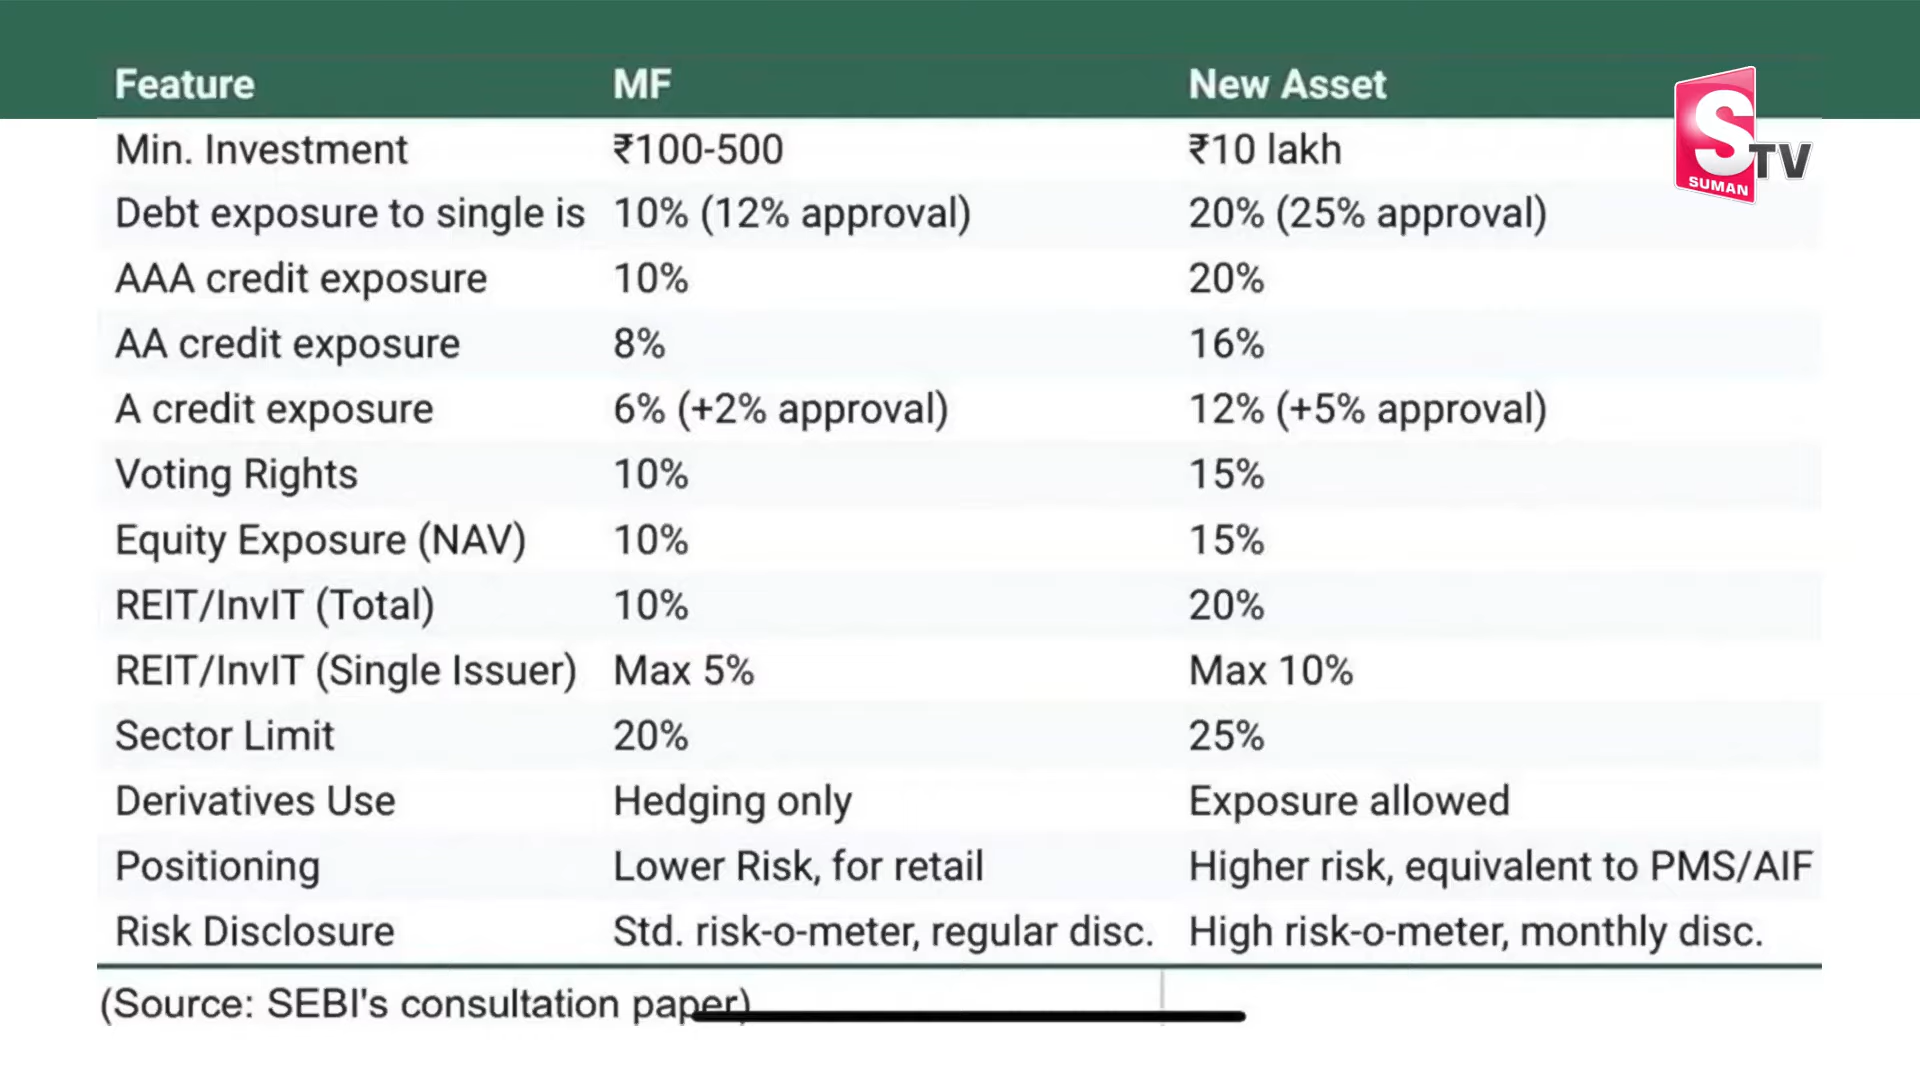 Feature MF New Asset
Min. Investment ₹100-500 ₹10 lakh
Debt exposure to single is 10% (12% approval) 20% (25% approval)
AAA credit exposure 10% 20%
AA credit exposure 8% 16%
A credit exposure 6% (+2% approval) 12% (+5% approval)
Voting Rights 10% 15%
Equity Exposure (NAV) 10% 15%
REIT/InvIT (Total) 10% 20%
REIT/InvIT (Single Issuer) Max 5% Max 10%
Sector Limit 20% 25%
Derivatives Use Hedging only Exposure allowed
Positioning Lower Risk, for retail Higher risk, equivalent to PMS/AIF
Risk Disclosure Std. risk-o-meter, regular disc. High risk-o-meter, monthly disc.
(Source: SEBI's consultation paper)
S TV
SUMAN